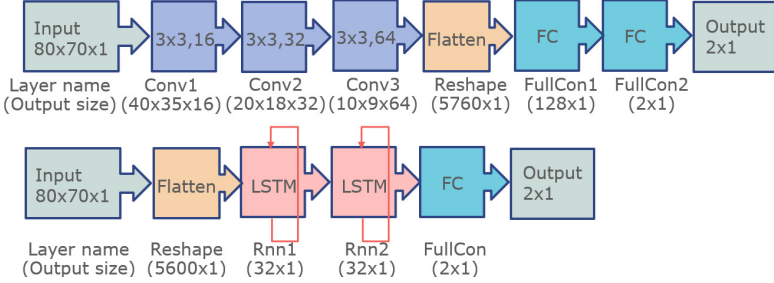 Input 80x70x1
3x3,16
3x3,32
3x3,64
Flatten
FC
FC
Output 2x1
Layer name (Output size)
Conv1 (40x35x16)
Conv2 (20x18x32)
Conv3 (10x9x64)
Reshape (5760x1)
FullCon1 (128x1)
FullCon2 (2x1)
Input 80x70x1
Flatten
LSTM
LSTM
FC
Output 2x1
Layer name (Output size)
Reshape (5600x1)
Rnn1 (32x1)
Rnn2 (32x1)
FullCon (2x1)